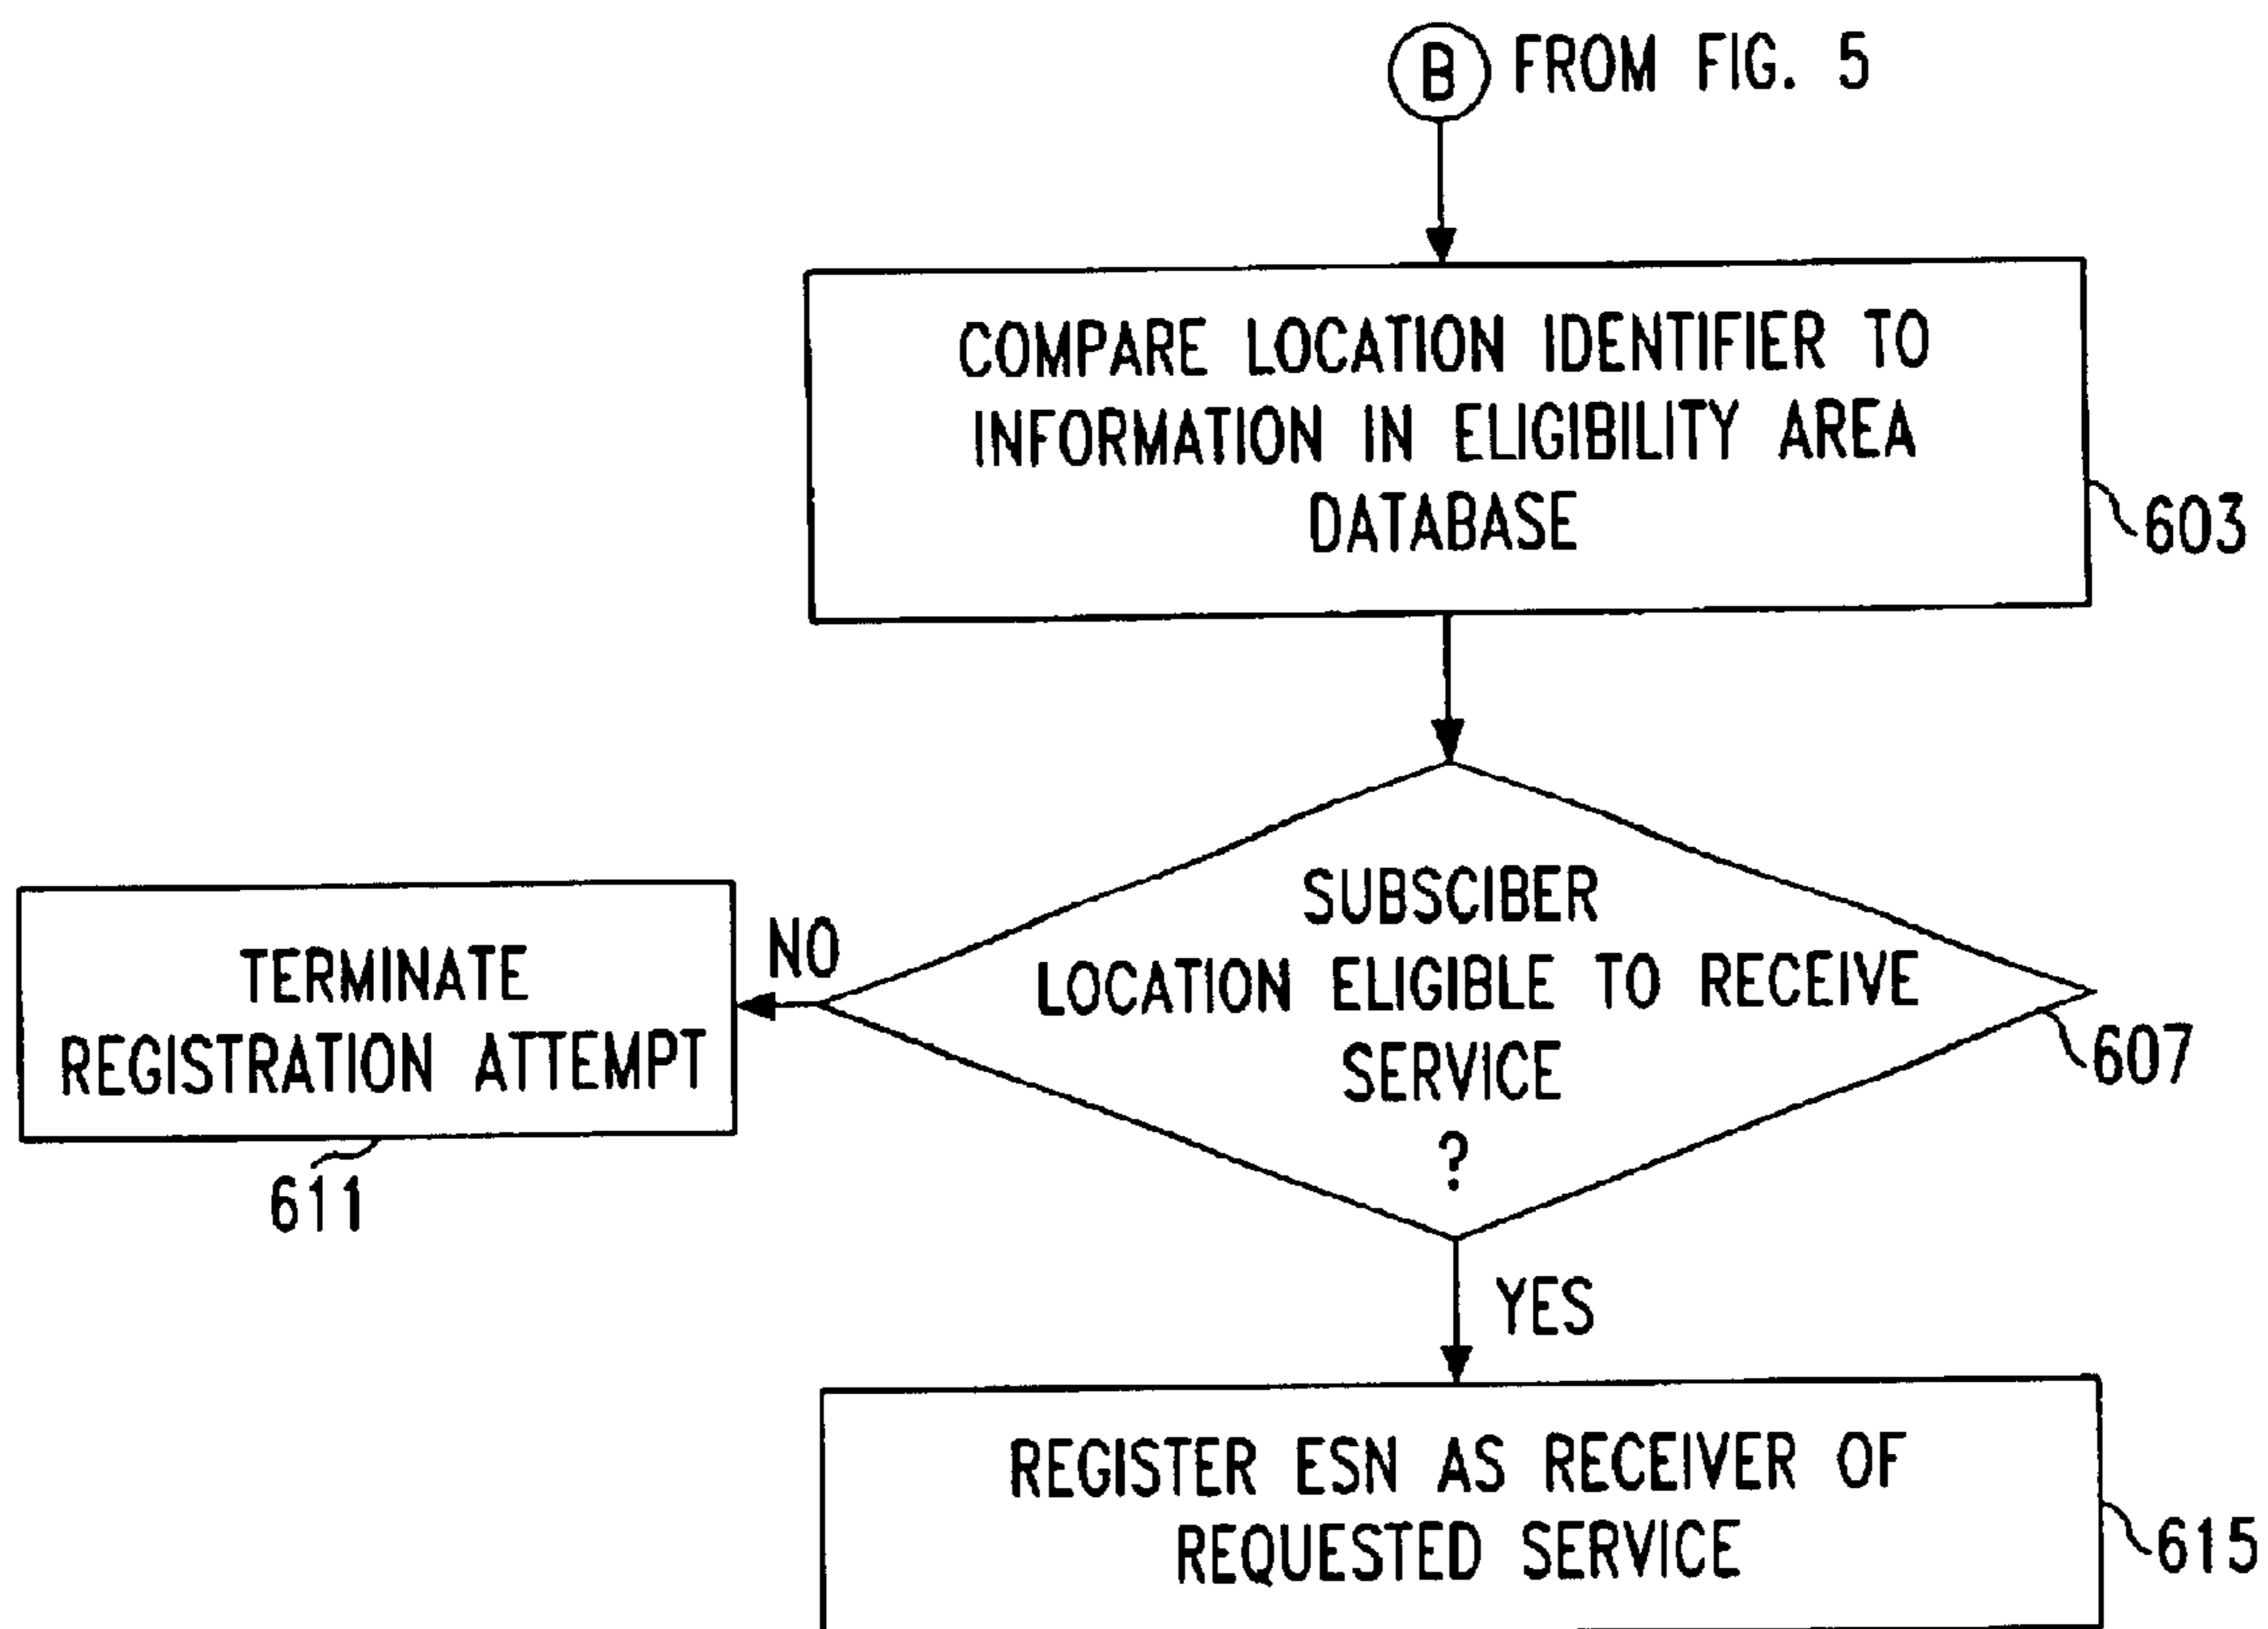 B FROM FIG. 5
COMPARE LOCATION IDENTIFIER TO
INFORMATION IN ELIGIBILITY AREA
DATABASE
603
SUBSCIBER
LOCATION ELIGIBLE TO RECEIVE
SERVICE
?
607
NO
TERMINATE
REGISTRATION ATTEMPT
611
YES
REGISTER ESN AS RECEIVER OF
REQUESTED SERVICE
615